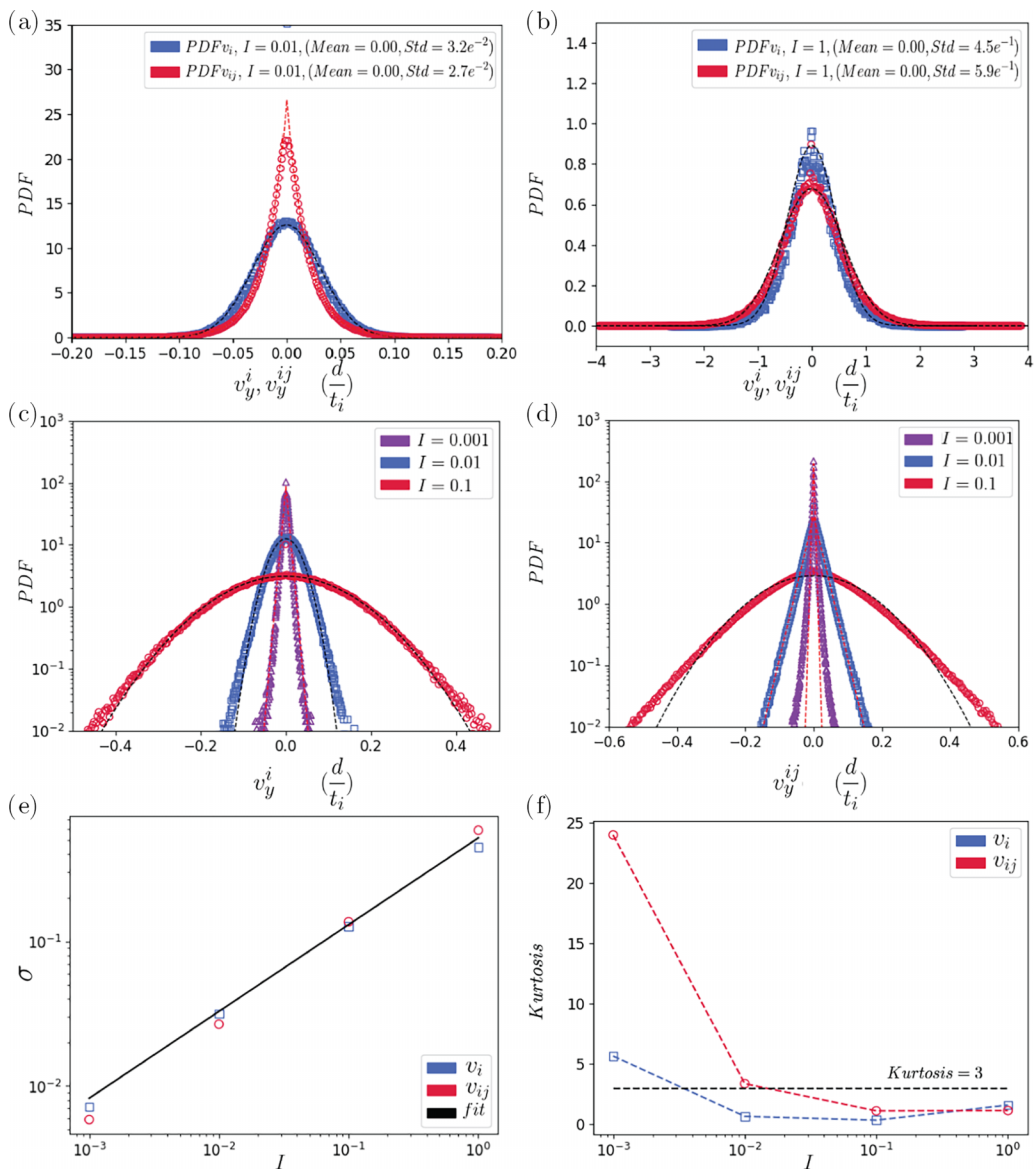 (a)
35
30
25
20
15
10
5
0
PDF
PDFv_i, I = 0.01, (Mean = 0.00, Std = 3.2e^{-2})
PDFv_{ij}, I = 0.01, (Mean = 0.00, Std = 2.7e^{-2})
−0.20 −0.15 −0.10 −0.05 0.00 0.05 0.10 0.15 0.20
v_y^i, v_y^{ij} (d/t_i)
(b)
1.4
1.2
1.0
0.8
0.6
0.4
0.2
0.0
PDF
PDFv_i, I = 1, (Mean = 0.00, Std = 4.5e^{-1})
PDFv_{ij}, I = 1, (Mean = 0.00, Std = 5.9e^{-1})
−4 −3 −2 −1 0 1 2 3 4
v_y^i, v_y^{ij} (d/t_i)
(c)
10^3
10^2
10^1
10^0
10^{−1}
10^{−2}
PDF
I = 0.001
I = 0.01
I = 0.1
−0.4 −0.2 0.0 0.2 0.4
v_y^i (d/t_i)
(d)
10^3
10^2
10^1
10^0
10^{−1}
10^{−2}
PDF
I = 0.001
I = 0.01
I = 0.1
−0.6 −0.4 −0.2 0.0 0.2 0.4 0.6
v_y^{ij} (d/t_i)
(e)
10^{−1}
10^{−2}
σ
v_i
v_{ij}
fit
10^{−3} 10^{−2} 10^{−1} 10^0
I
(f)
25
20
15
10
5
0
Kurtosis
v_i
v_{ij}
Kurtosis = 3
10^{−3} 10^{−2} 10^{−1} 10^0
I